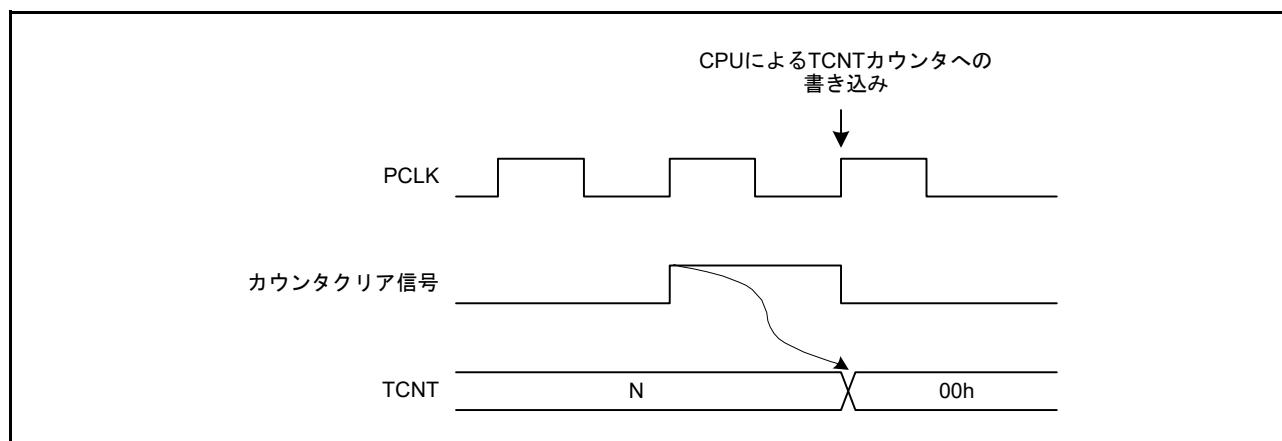 CPUによるTCNTカウンタへの
書き込み
PCLK
カウンタクリア信号
TCNT
N
00h